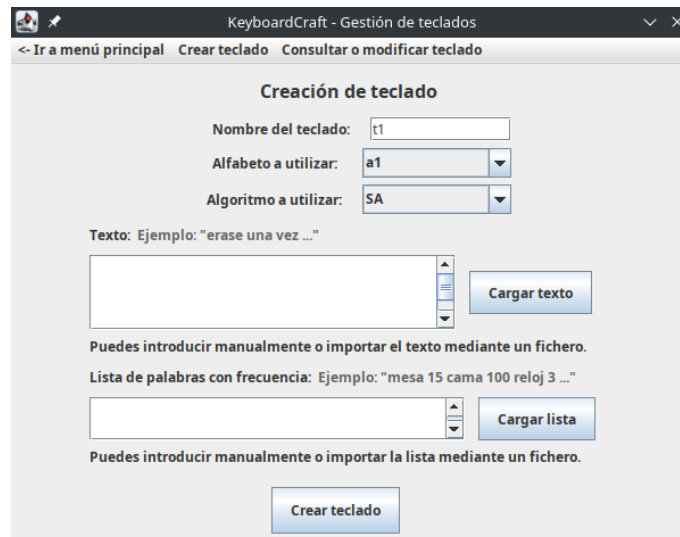 KeyboardCraft - Gestión de teclados
<- Ir a menú principal Crear teclado Consultar o modificar teclado
Creación de teclado
Nombre del teclado: t1
Alfabeto a utilizar: a1
Algoritmo a utilizar: SA
Texto: Ejemplo: "erase una vez ..."
Cargar texto
Puedes introducir manualmente o importar el texto mediante un fichero.
Lista de palabras con frecuencia: Ejemplo: "mesa 15 cama 100 reloj 3 ..."
Cargar lista
Puedes introducir manualmente o importar la lista mediante un fichero.
Crear teclado